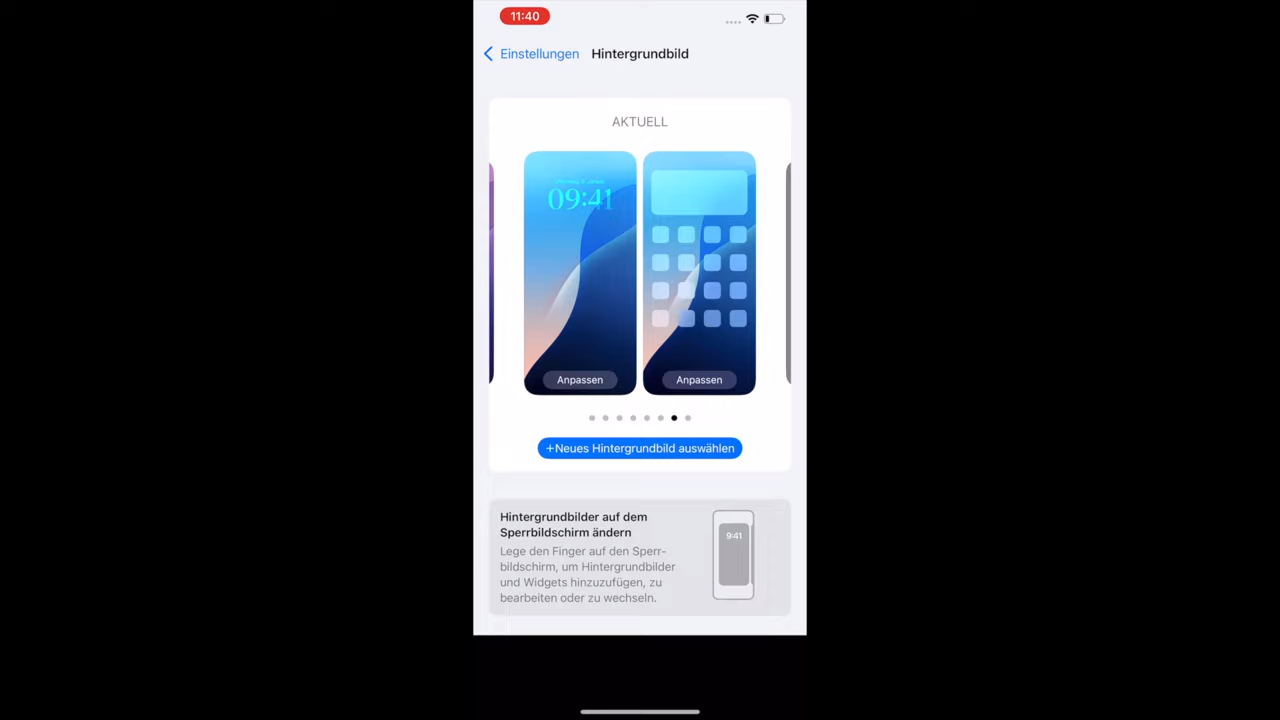 11:40
Einstellungen Hintergrundbild
AKTUELL
09:41
Anpassen Anpassen
+Neues Hintergrundbild auswählen
Hintergrundbilder auf dem
Sperrbildschirm ändern
9:41
Lege den Finger auf den Sperr-
bildschirm, um Hintergrundbilder
und Widgets hinzuzufügen, zu
bearbeiten oder zu wechseln.